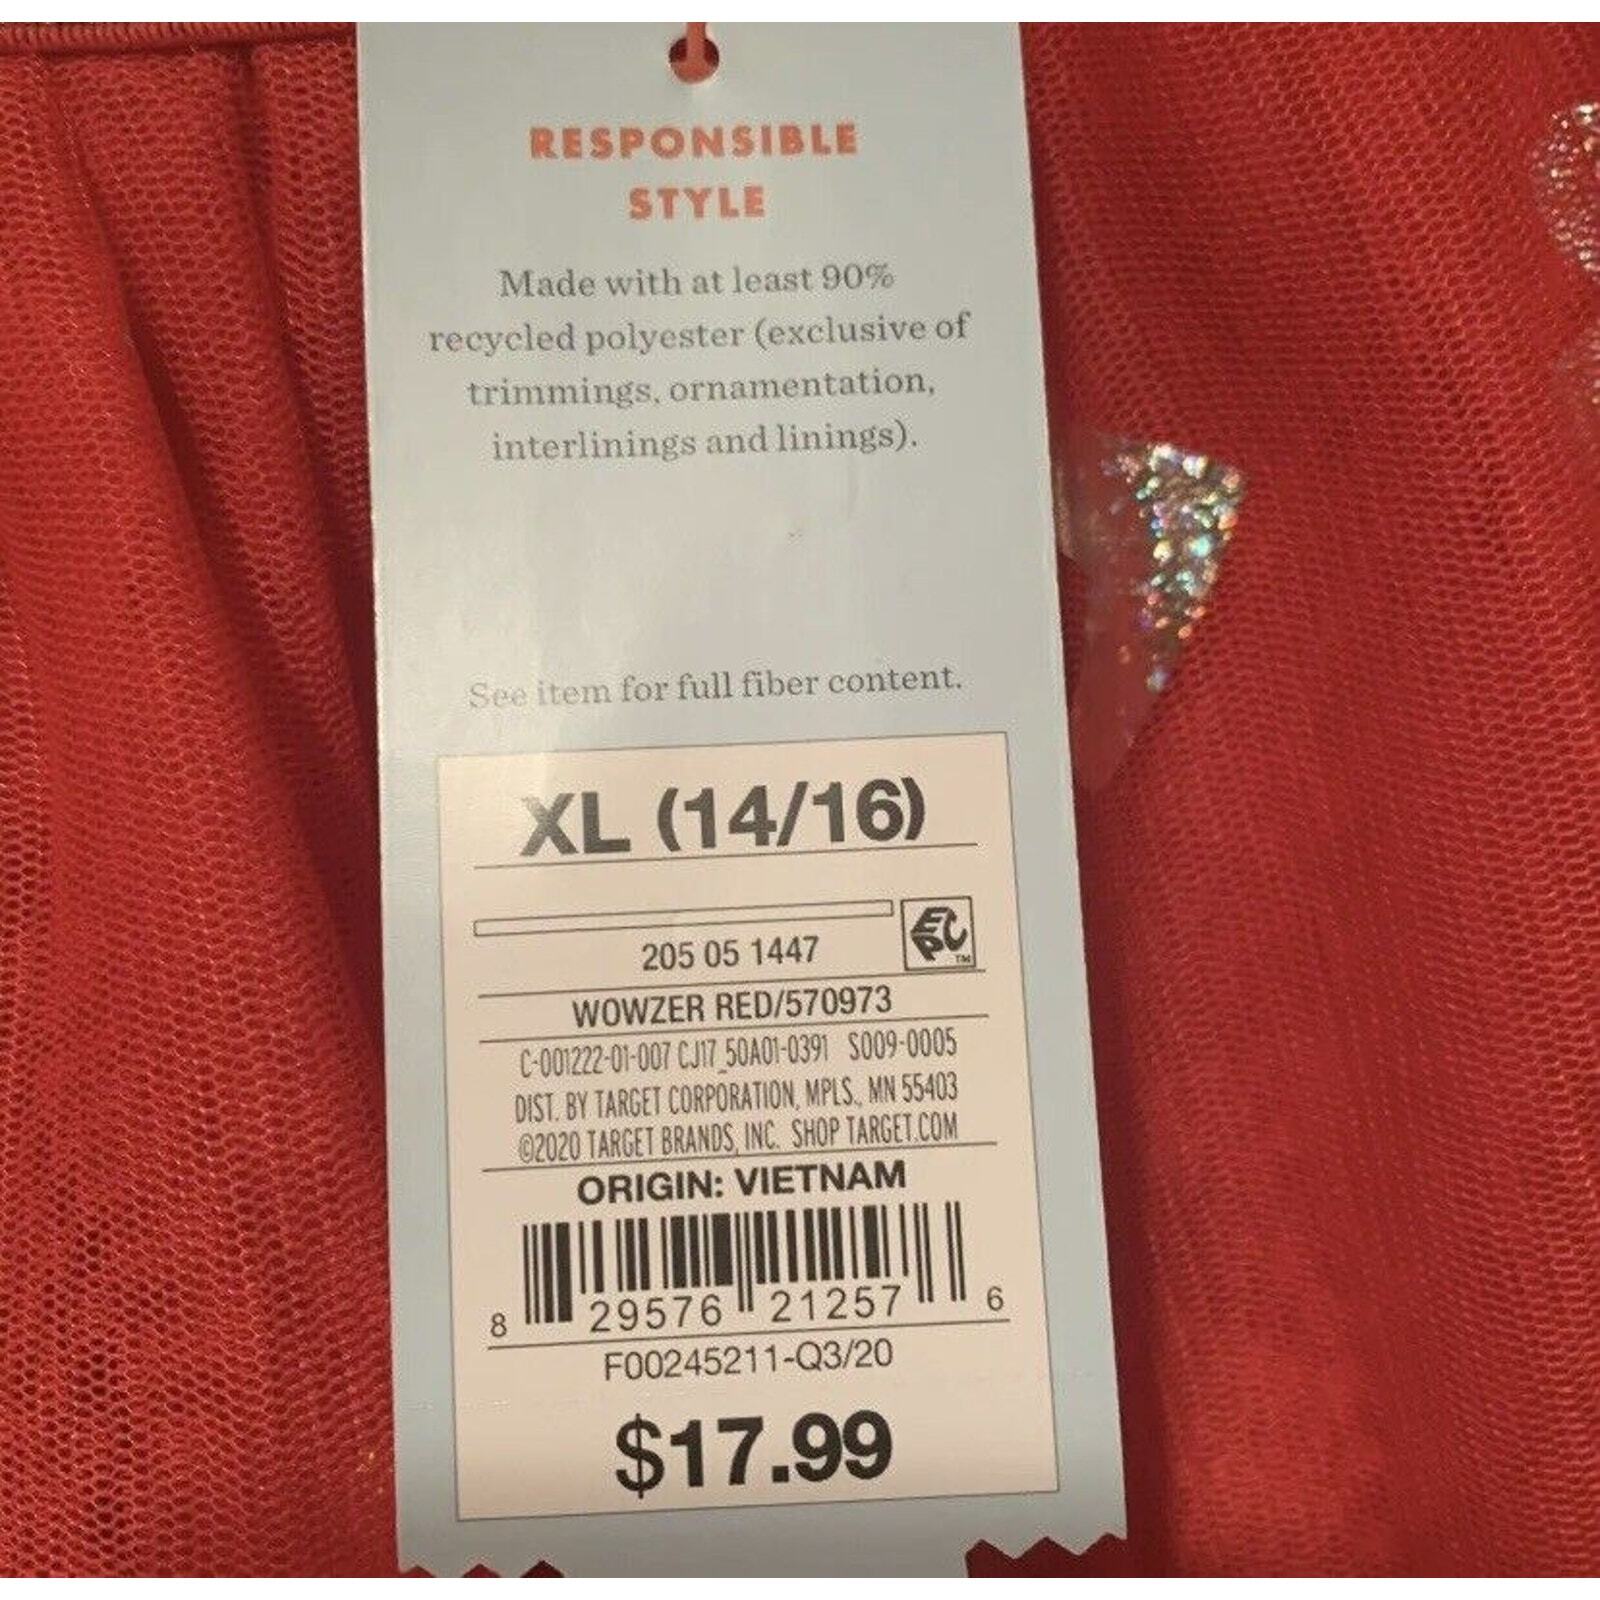 RESPONSIBLE
STYLE
Made with at least 90%
recycled polyester (exclusive of
trimmings, ornamentation,
interlinings and linings).
See item for full fiber content.
XL (14/16)
EPC
TM
205 05 1447
WOWZER RED/570973
C-001222-01-007 CJ17_50A01-0391 S009-0005
DIST. BY TARGET CORPORATION, MPLS., MN 55403
©2020 TARGET BRANDS, INC. SHOP TARGET.COM
ORIGIN: VIETNAM
8 29576 21257 6
F00245211-Q3/20
$17.99